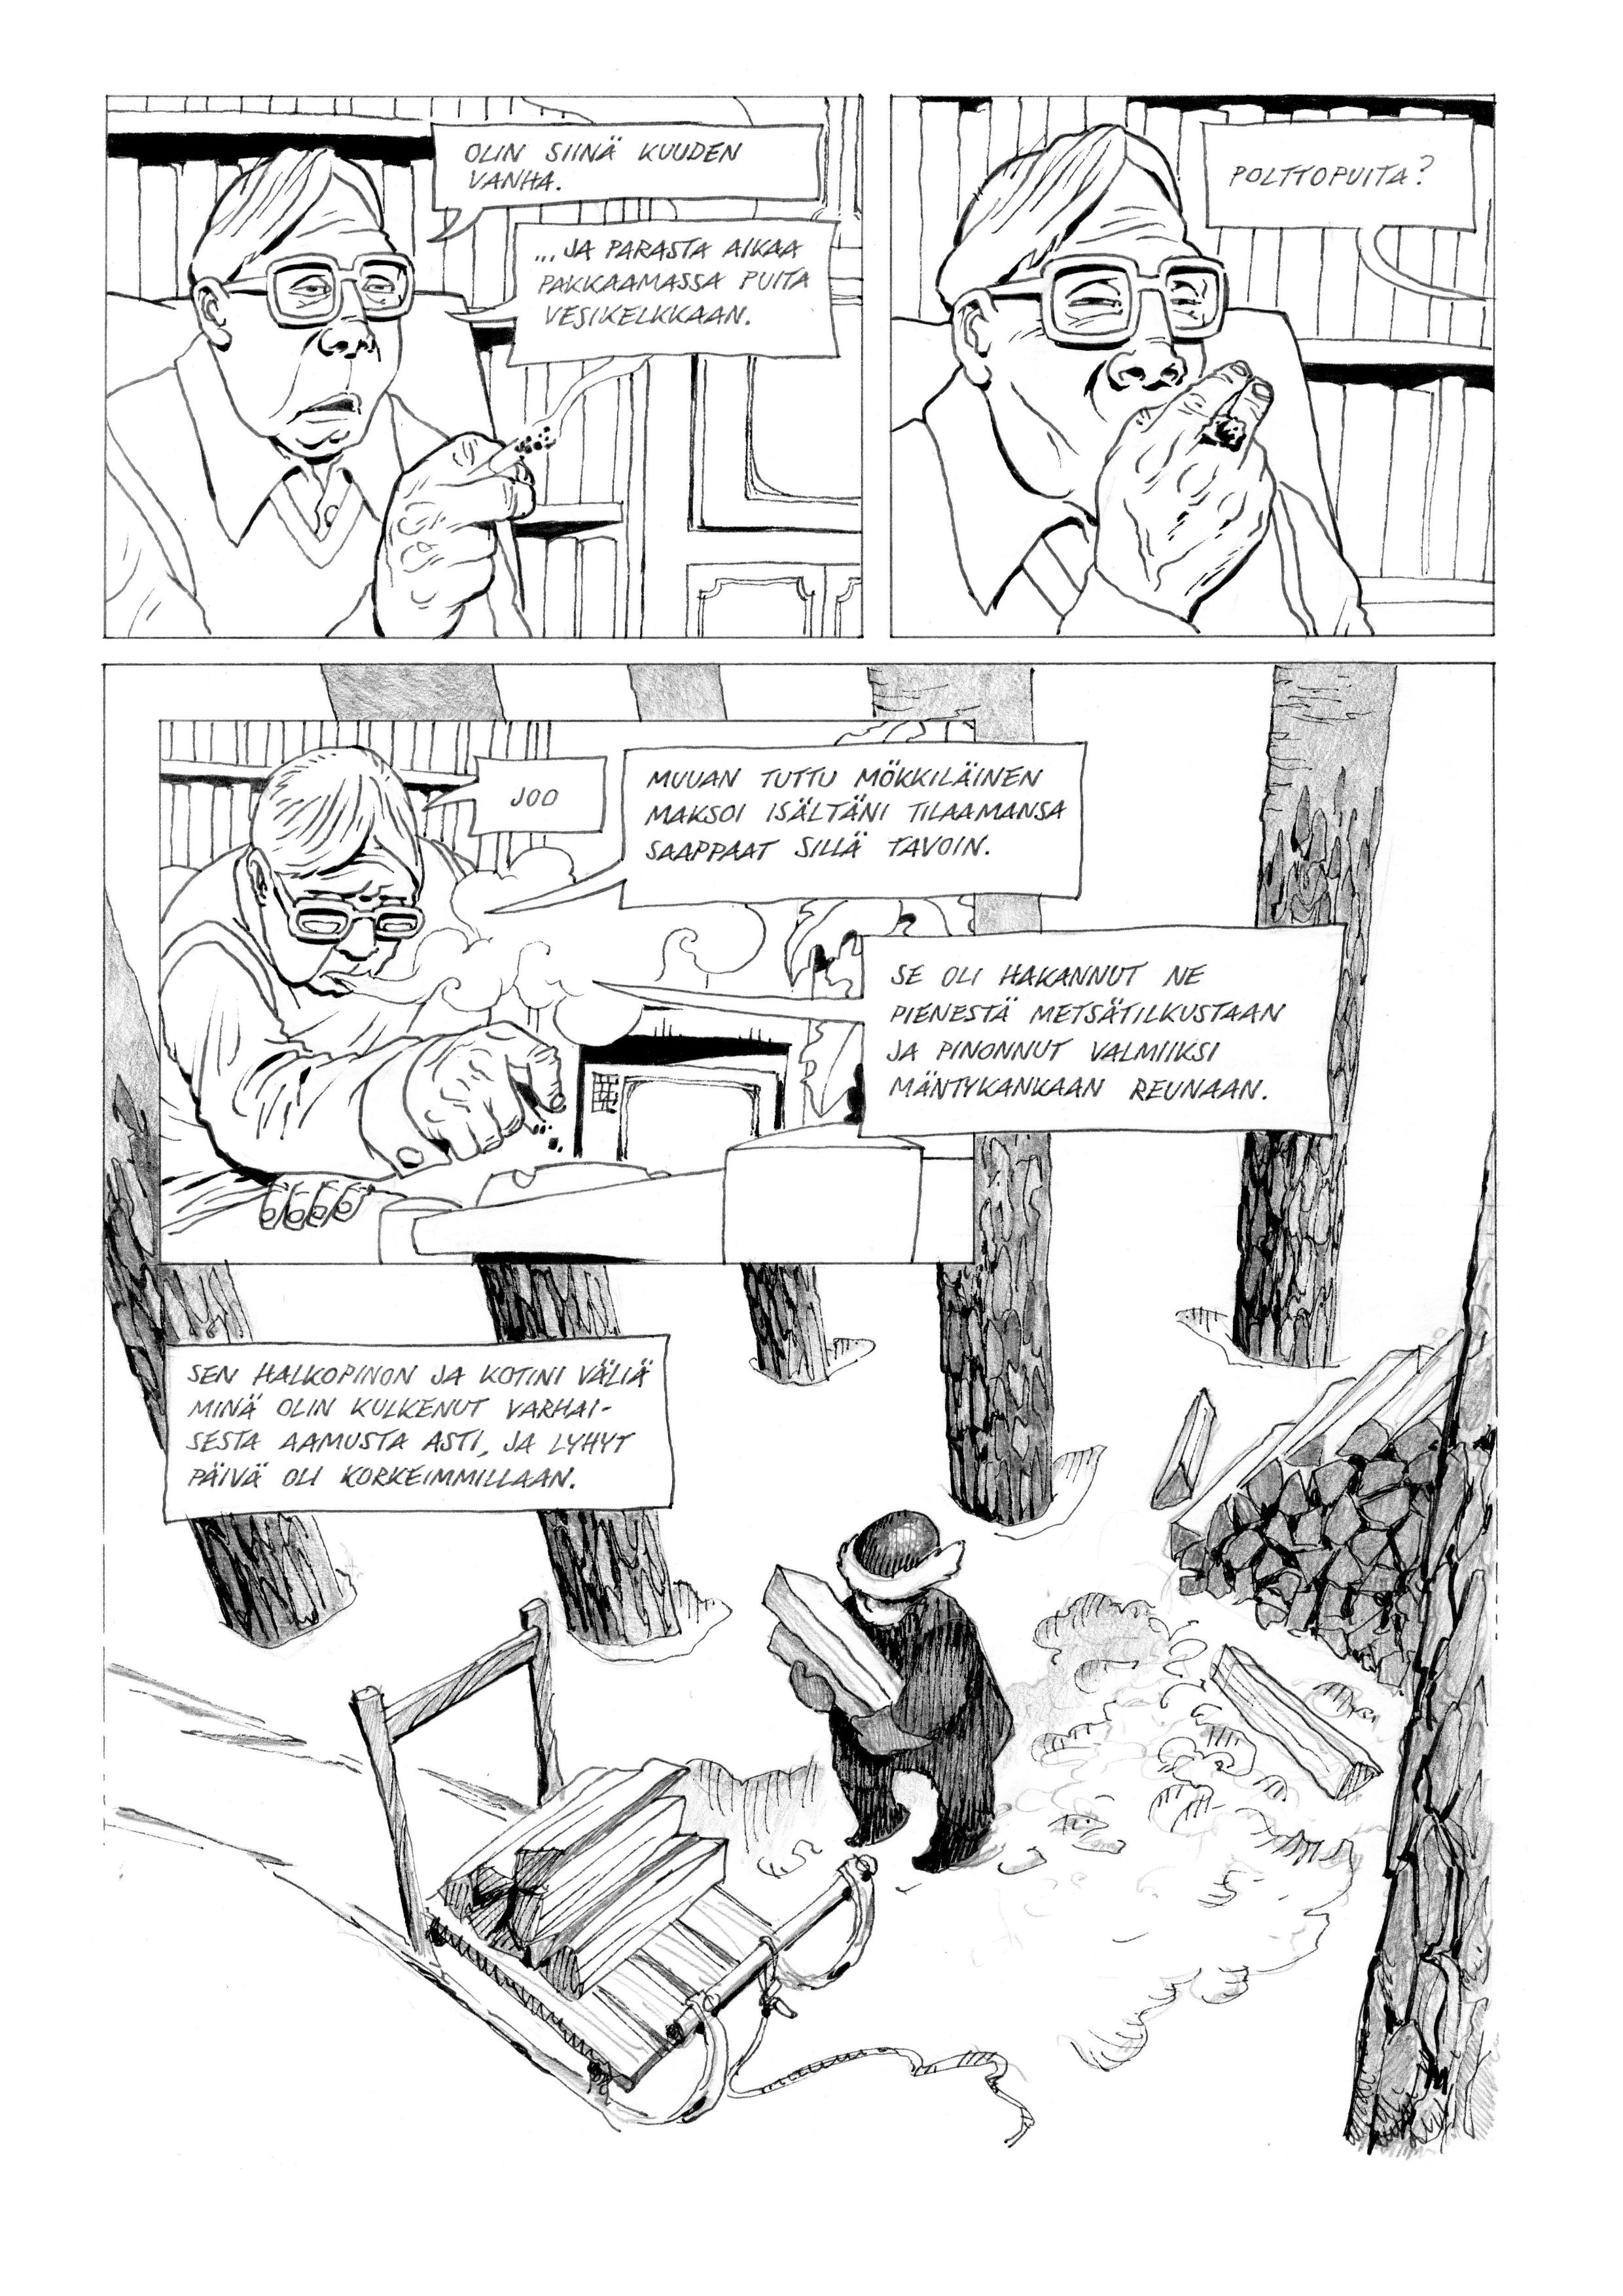 OLIN SIINÄ KUUDEN
VANHA.
...JA PARASTA AIKAA
PAKKAAMASSA PUITA
VESIKELKKAAN.
POLTTOPUITA?
JOO
MUUAN TUTTU MÖKKILÄINEN
MAKSOI ISÄLTÄNI TILAAMANSA
SAAPPAAT SILLÄ TAVOIN.
SE OLI HAKANNUT NE
PIENESTÄ METSÄTILKUSTAAN
JA PINONNUT VALMIIKSI
MÄNTYKANKAAN REUNAAN.
SEN HALKOPINON JA KOTINI VÄLIÄ
MINÄ OLIN KULKENUT VARHAI-
SESTA AAMUSTA ASTI, JA LYHYT
PÄIVÄ OLI KORKEIMMILLAAN.